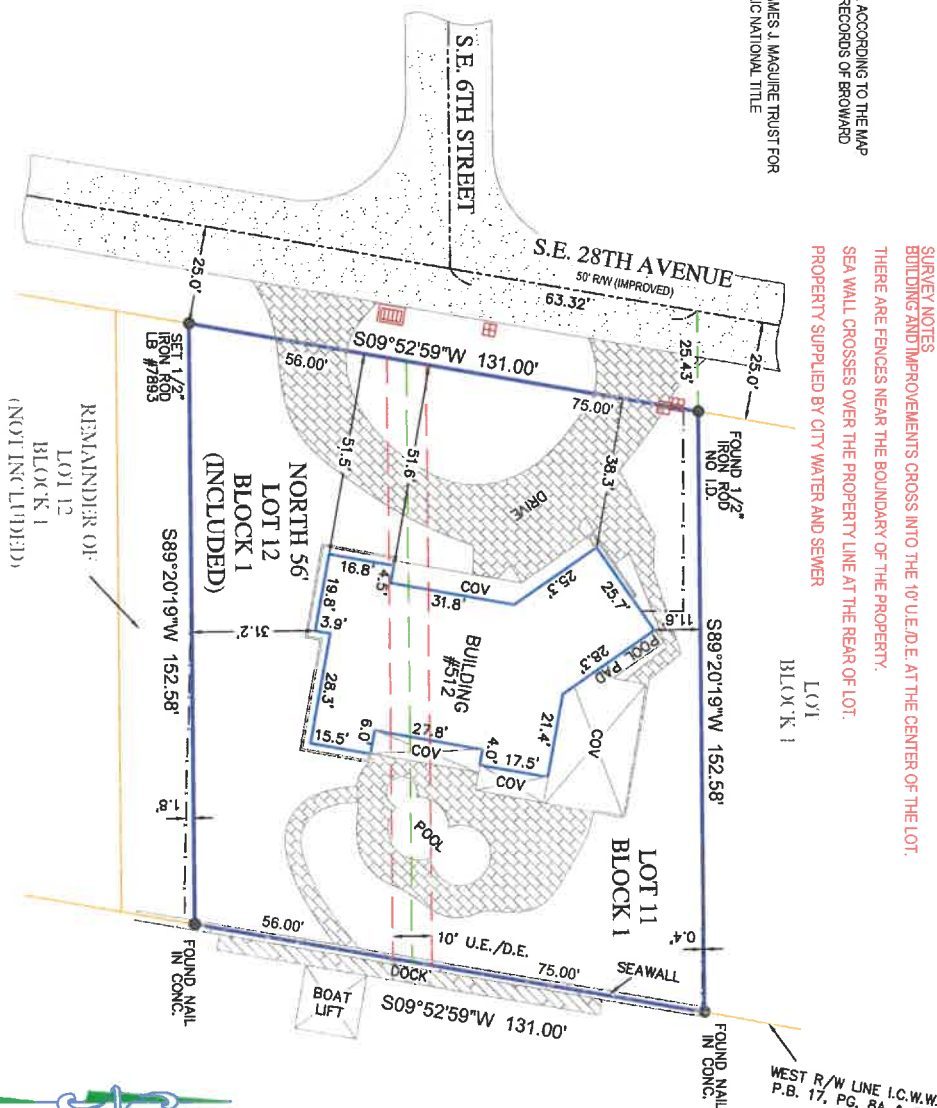 . ACCORDING TO THE MAP
RECORDS OF BROWARD
MES J. MAGUIRE TRUST FOR
IC NATIONAL TITLE
SURVEY NOTES
BUILDING AND IMPROVEMENTS CROSS INTO THE 10' U.E./D.E. AT THE CENTER OF THE LOT.
THERE ARE FENCES NEAR THE BOUNDARY OF THE PROPERTY.
SEA WALL CROSSES OVER THE PROPERTY LINE AT THE REAR OF LOT.
PROPERTY SUPPLIED BY CITY WATER AND SEWER
S.E. 6TH STREET
S.E. 28TH AVENUE
50' R/W (IMPROVED)
63.32'
25.0'
25.43'
25.0'
S09°52'59"W 131.00'
56.00'
75.00'
SET 1/2"
IRON ROD
LB #7893
FOUND 1/2"
IRON ROD
NO I.D.
LOT
BLOCK 1
S89°20'19"W 152.58'
11.6'
38.3'
DRIVE
51.6'
51.5'
NORTH 56'
LOT 12
BLOCK 1
(INCLUDED)
16.8'
4.5'
COV
31.8'
25.3'
25.7'
28.3'
POOL PAD
21.4'
COV
17.5'
COV
4.0'
27.8'
COV
6.0'
15.5'
28.3'
3.9'
19.8'
BUILDING
#512
31.2'
S89°20'19"W 152.58'
1.8'
REMAINDER OF
LOT 12
BLOCK 1
(NOT INCLUDED)
POOL
LOT 11
BLOCK 1
0.4'
10' U.E./D.E.
56.00'
75.00'
SEAWALL
DOCK
S09°52'59"W 131.00'
BOAT
LIFT
FOUND NAIL
IN CONC.
FOUND NAIL
IN CONC.
WEST R/W LINE I.C.W.W.
P.B. 17, PG. 8A